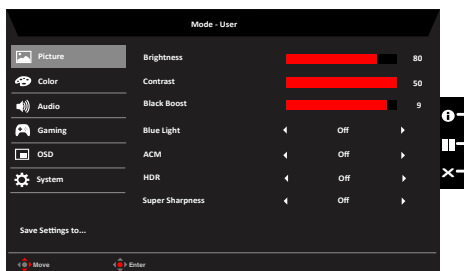 Mode - User
Picture
Color
Audio
Gaming
OSD
System
Save Settings to...
Brightness 80
Contrast 50
Black Boost 9
Blue Light Off
ACM Off
HDR Off
Super Sharpness Off
Move Enter